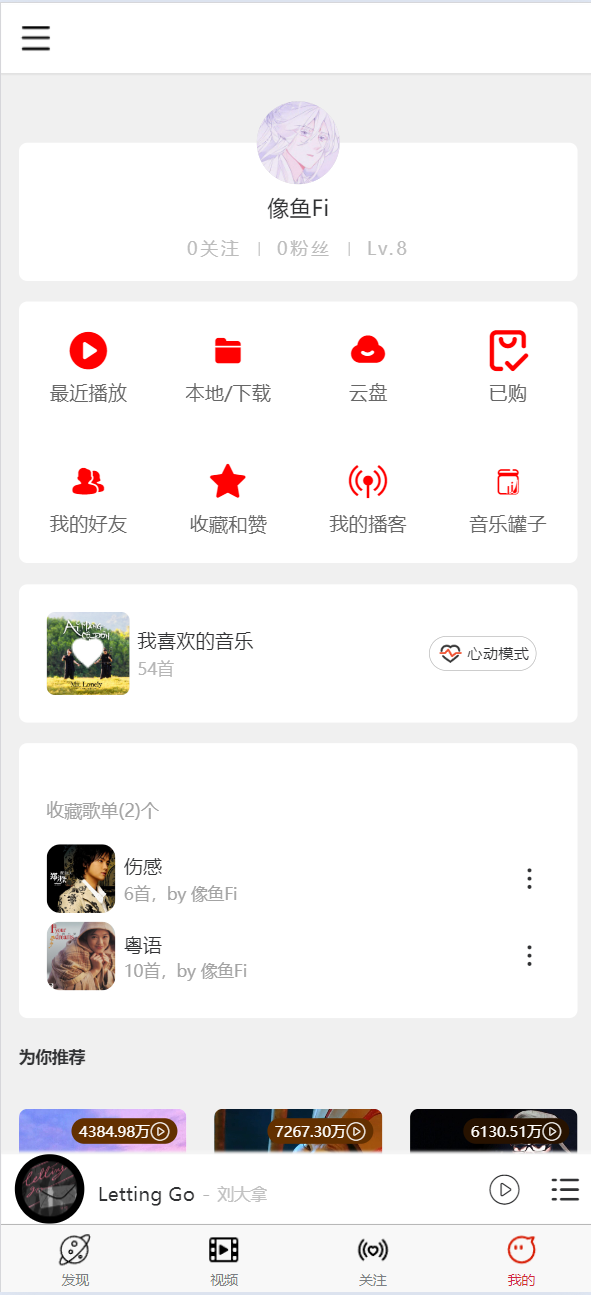 像鱼Fi
0关注 | 0粉丝 | Lv.8
最近播放 本地/下载 云盘 已购
我的好友 收藏和赞 我的播客 音乐罐子
我喜欢的音乐
54首
心动模式
收藏歌单(2)个
伤感
6首，by 像鱼Fi
粤语
10首，by 像鱼Fi
为你推荐
4384.98万 7267.30万 6130.51万
Letting Go - 刘大拿
发现 视频 关注 我的